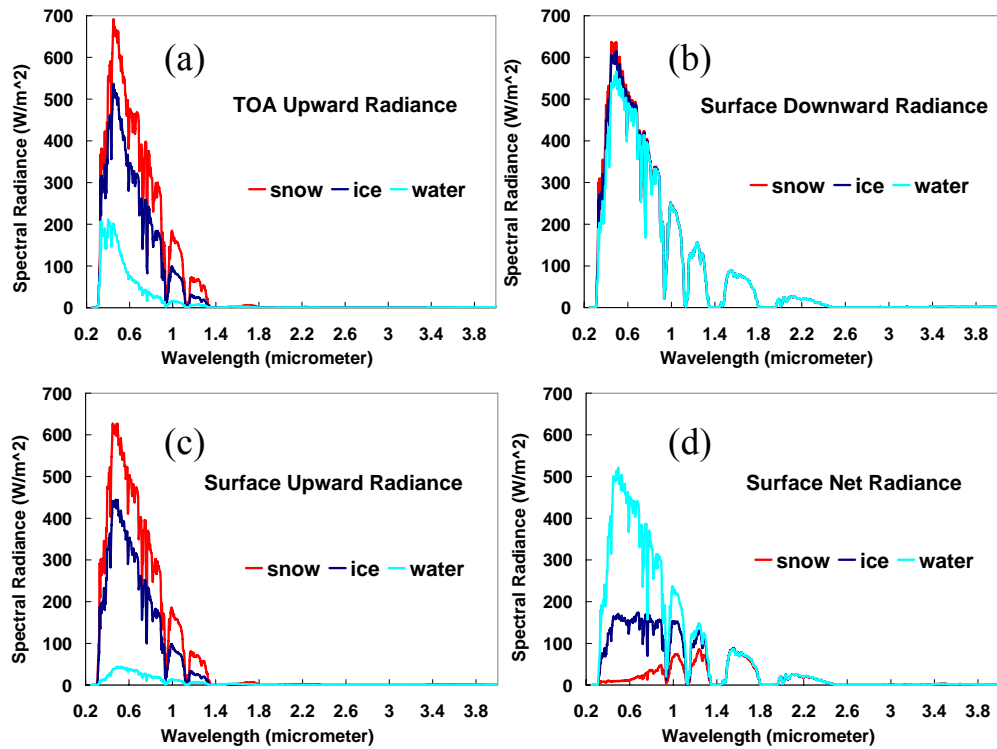 (a)
TOA Upward Radiance
snow ice water
Spectral Radiance (W/m^2)
700
600
500
400
300
200
100
0
0.2 0.6 1 1.4 1.8 2.2 2.6 3 3.4 3.8
Wavelength (micrometer)
(b)
Surface Downward Radiance
snow ice water
Spectral Radiance (W/m^2)
700
600
500
400
300
200
100
0
0.2 0.6 1 1.4 1.8 2.2 2.6 3 3.4 3.8
Wavelength (micrometer)
(c)
Surface Upward Radiance
snow ice water
Spectral Radiance (W/m^2)
700
600
500
400
300
200
100
0
0.2 0.6 1 1.4 1.8 2.2 2.6 3 3.4 3.8
Wavelength (micrometer)
(d)
Surface Net Radiance
snow ice water
Spectral Radiance (W/m^2)
700
600
500
400
300
200
100
0
0.2 0.6 1 1.4 1.8 2.2 2.6 3 3.4 3.8
Wavelength (micrometer)